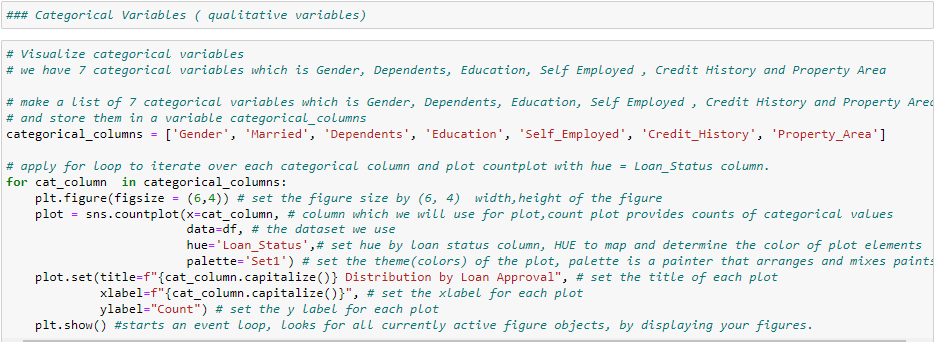 ### Categorical Variables ( qualitative variables)
# Visualize categorical variables
# we have 7 categorical variables which is Gender, Dependents, Education, Self Employed , Credit History and Property Area
# make a list of 7 categorical variables which is Gender, Dependents, Education, Self Employed , Credit History and Property Area
# and store them in a variable categorical_columns
categorical_columns = ['Gender', 'Married', 'Dependents', 'Education', 'Self_Employed', 'Credit_History', 'Property_Area']
# apply for loop to iterate over each categorical column and plot countplot with hue = Loan_Status column.
for cat_column  in categorical_columns:
    plt.figure(figsize = (6,4)) # set the figure size by (6, 4)  width,height of the figure
    plot = sns.countplot(x=cat_column, # column which we will use for plot,count plot provides counts of categorical values
                         data=df, # the dataset we use
                         hue='Loan_Status',# set hue by loan status column, HUE to map and determine the color of plot elements
                         palette='Set1') # set the theme(colors) of the plot, palette is a painter that arranges and mixes paints
    plot.set(title=f"{cat_column.capitalize()} Distribution by Loan Approval", # set the title of each plot
             xlabel=f"{cat_column.capitalize()}", # set the xlabel for each plot
             ylabel="Count") # set the y label for each plot
    plt.show() #starts an event loop, looks for all currently active figure objects, by displaying your figures.